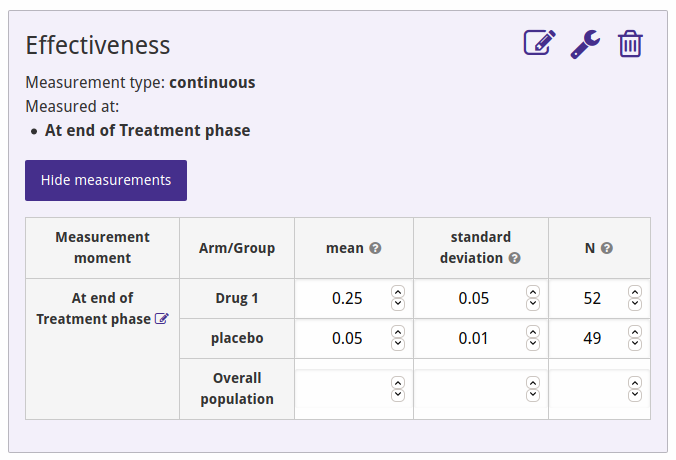 Effectiveness
Measurement type: continuous
Measured at:
• At end of Treatment phase
Hide measurements
Measurement moment Arm/Group mean standard deviation N
At end of Treatment phase Drug 1 0.25 0.05 52
placebo 0.05 0.01 49
Overall population